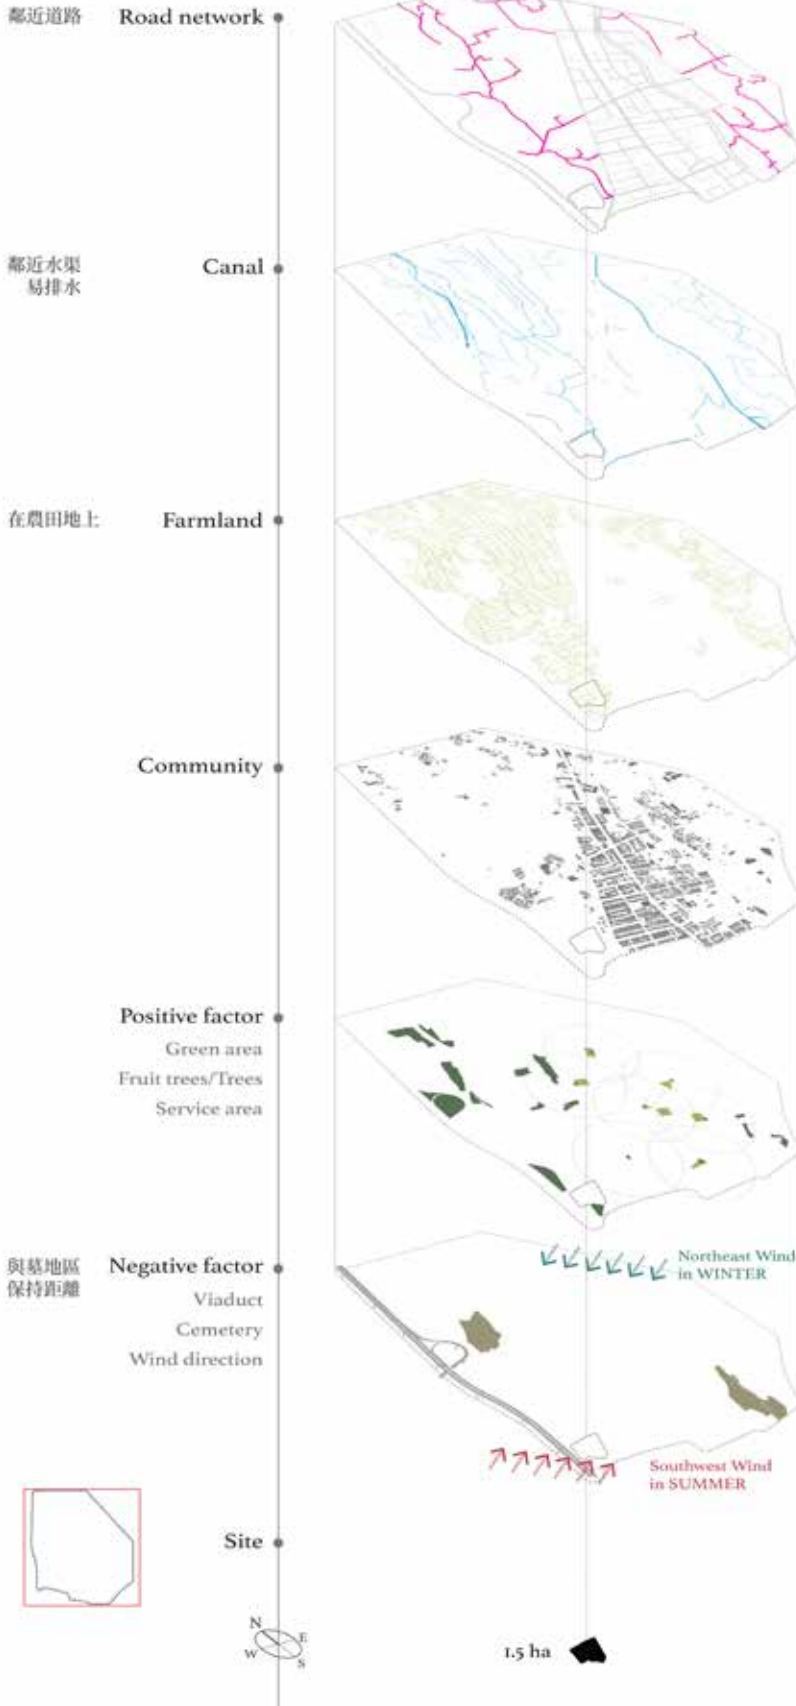 鄰近道路
Road network
鄰近水渠
易排水
Canal
在農田地上
Farmland
Community
Positive factor
Green area
Fruit trees/Trees
Service area
與墓地區
保持距離
Negative factor
Viaduct
Cemetery
Wind direction
Northeast Wind
in WINTER
Southwest Wind
in SUMMER
Site
N
E
W
S
1.5 ha